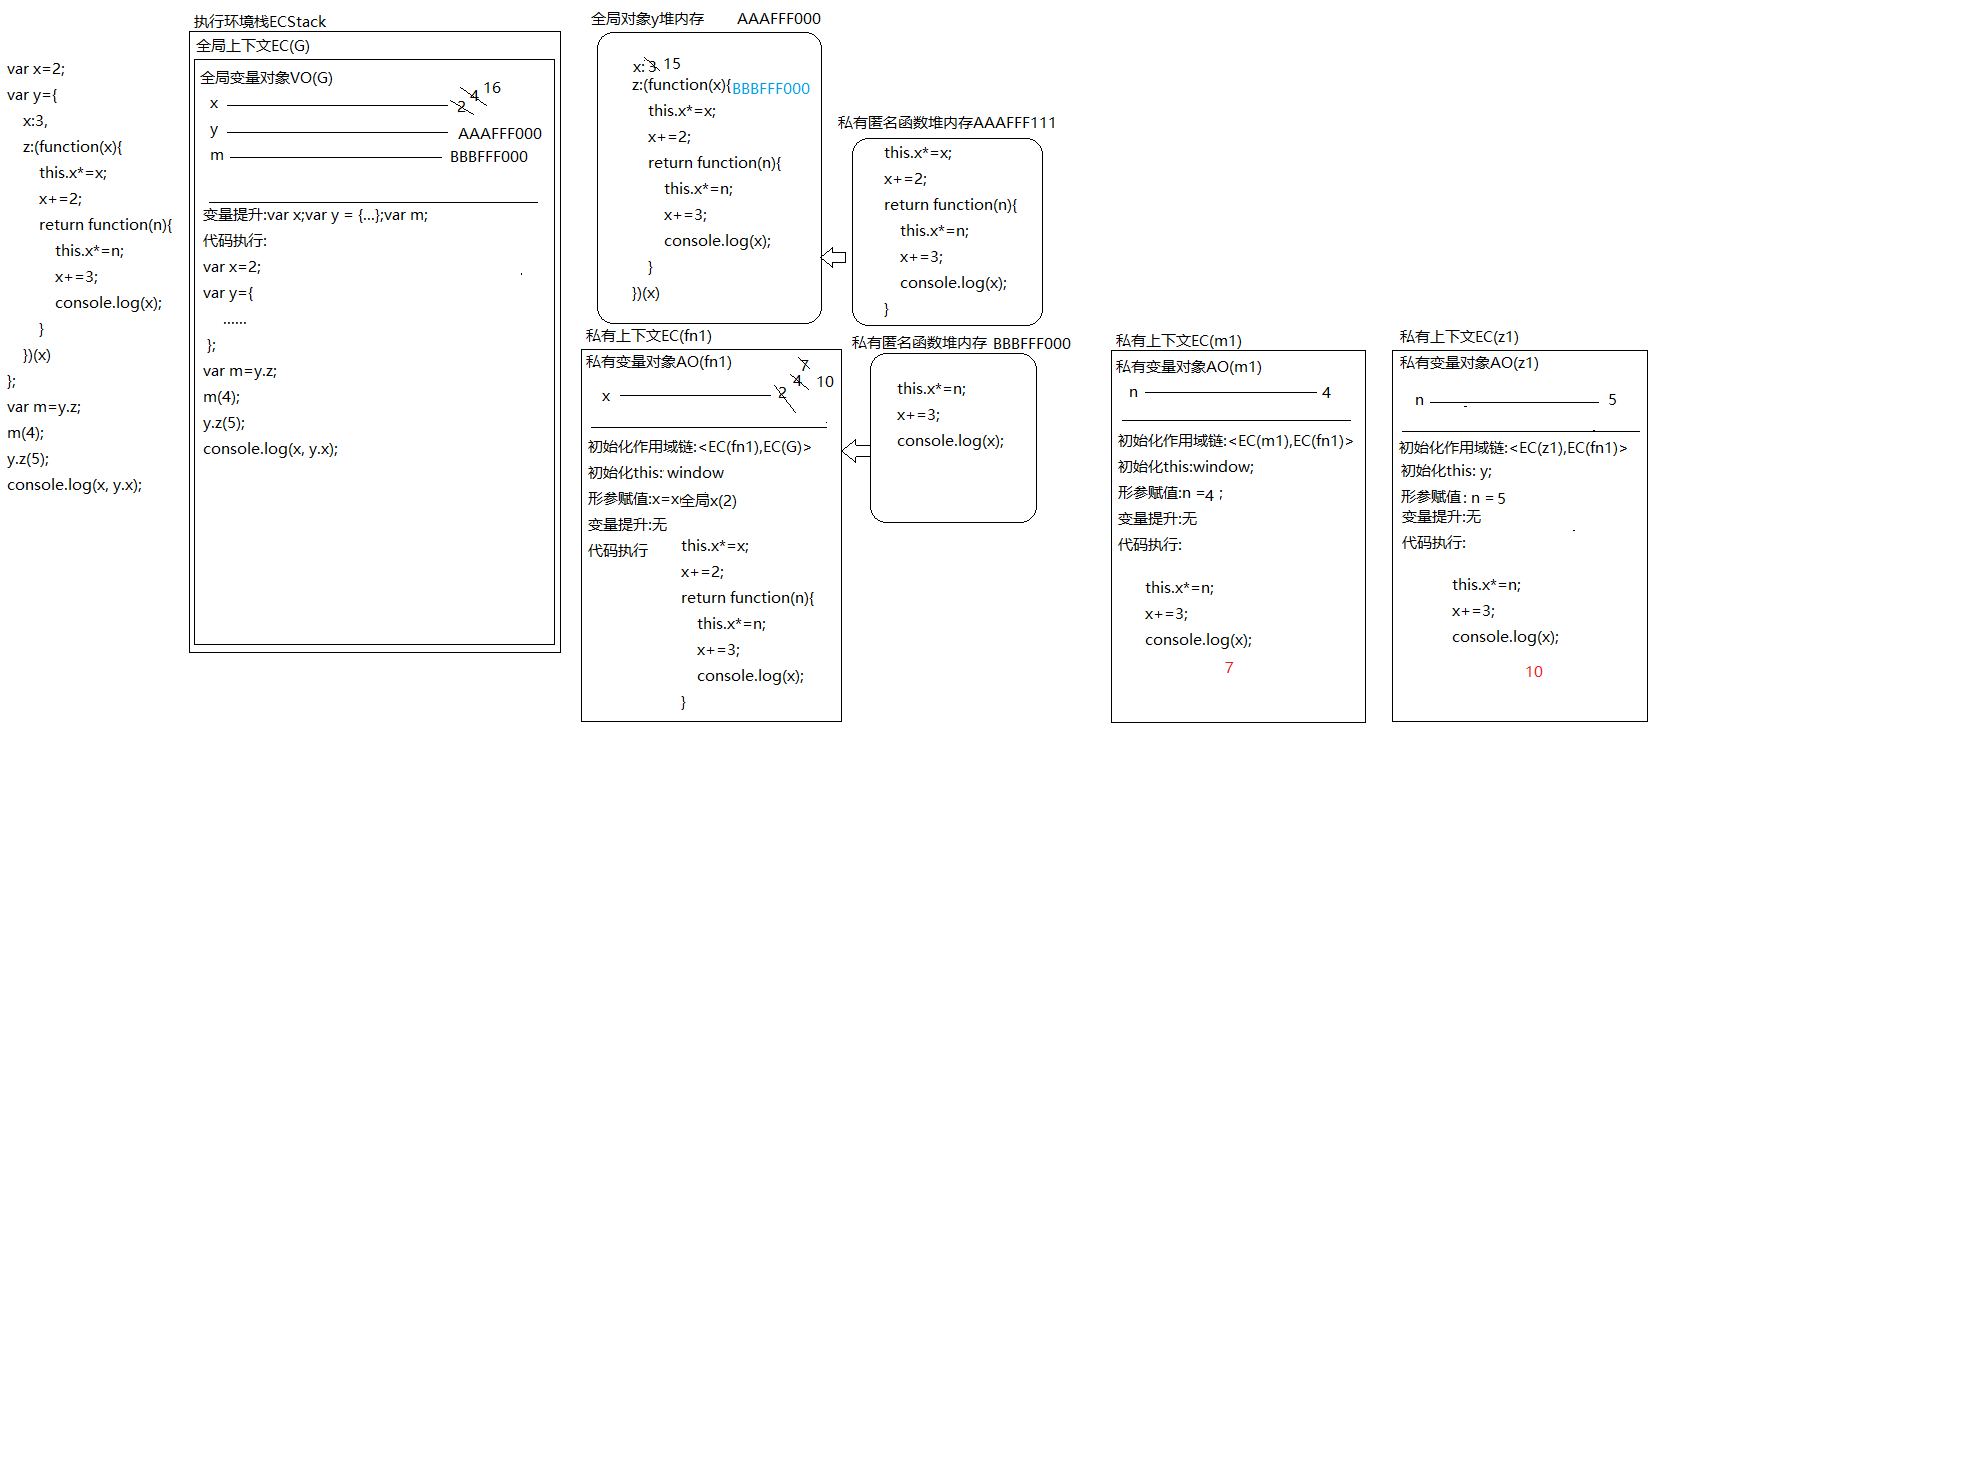 var x=2;
var y={
x:3,
z:(function(x){
this.x*=x;
x+=2;
return function(n){
this.x*=n;
x+=3;
console.log(x);
}
})(x)
};
var m=y.z;
m(4);
y.z(5);
console.log(x, y.x);
执行环境栈ECStack
全局上下文EC(G)
全局变量对象VO(G)
x 2 4 16
y AAAFFF000
m BBBFFF000
变量提升:var x;var y = {...};var m;
代码执行:
var x=2;
var y={
......
};
var m=y.z;
m(4);
y.z(5);
console.log(x, y.x);
全局对象y堆内存 AAAFFF000
x: 3 15
z:(function(x){BBBFFF000
this.x*=x;
x+=2;
return function(n){
this.x*=n;
x+=3;
console.log(x);
}
})(x)
私有匿名函数堆内存AAAFFF111
this.x*=x;
x+=2;
return function(n){
this.x*=n;
x+=3;
console.log(x);
}
私有上下文EC(fn1)
私有变量对象AO(fn1)
x 2 4 7 10
初始化作用域链:<EC(fn1),EC(G)>
初始化this: window
形参赋值:x=x全局x(2)
变量提升:无
代码执行
this.x*=x;
x+=2;
return function(n){
this.x*=n;
x+=3;
console.log(x);
}
私有匿名函数堆内存 BBBFFF000
this.x*=n;
x+=3;
console.log(x);
私有上下文EC(m1)
私有变量对象AO(m1)
n 4
初始化作用域链:<EC(m1),EC(fn1)>
初始化this:window;
形参赋值:n =4 ;
变量提升:无
代码执行:
this.x*=n;
x+=3;
console.log(x);
7
私有上下文EC(z1)
私有变量对象AO(z1)
n 5
初始化作用域链:<EC(z1),EC(fn1)>
初始化this: y;
形参赋值: n = 5
变量提升:无
代码执行:
this.x*=n;
x+=3;
console.log(x);
10